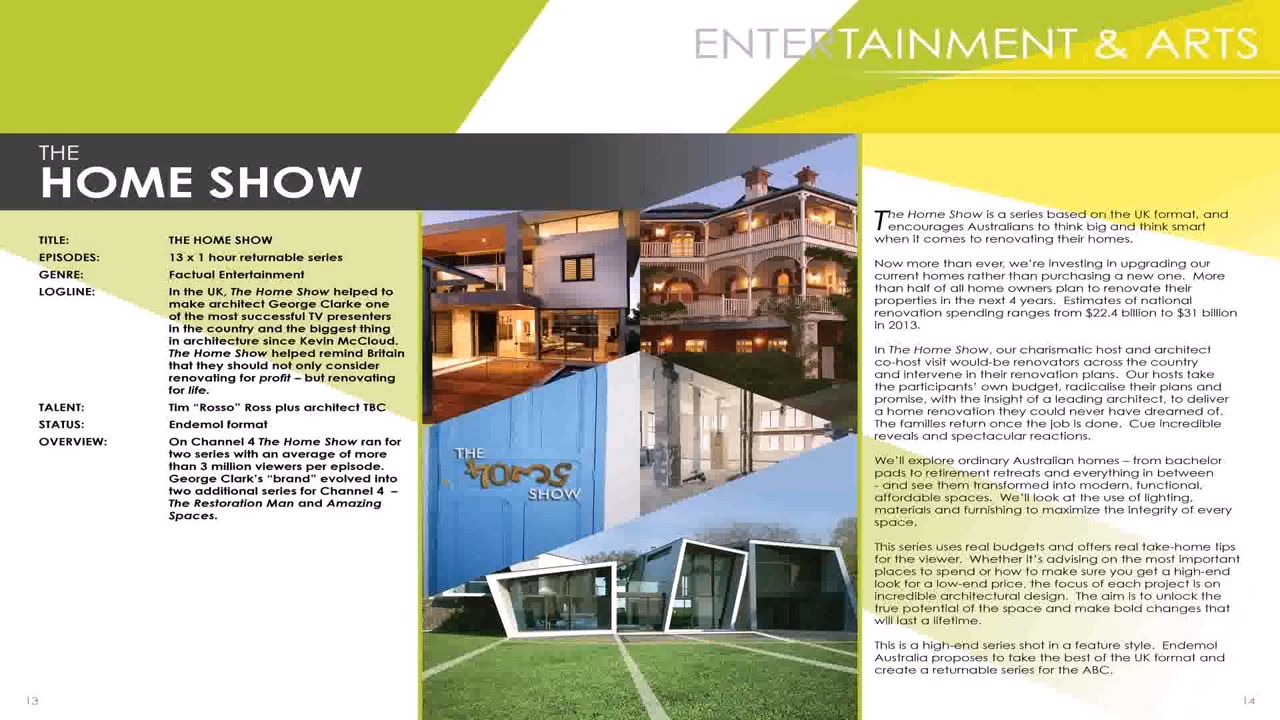 ENTERTAINMENT & ARTS
THE
HOME SHOW
TITLE: THE HOME SHOW
EPISODES: 13 x 1 hour returnable series
GENRE: Factual Entertainment
LOGLINE: In the UK, The Home Show helped to
make architect George Clarke one
of the most successful TV presenters
in the country and the biggest thing
in architecture since Kevin McCloud.
The Home Show helped remind Britain
that they should not only consider
renovating for profit – but renovating
for life.
TALENT: Tim “Rosso” Ross plus architect TBC
STATUS: Endemol format
OVERVIEW: On Channel 4 The Home Show ran for
two series with an average of more
than 3 million viewers per episode.
George Clark’s “brand” evolved into
two additional series for Channel 4 –
The Restoration Man and Amazing
Spaces.
THE
HOME
SHOW
The Home Show is a series based on the UK format, and
encourages Australians to think big and think smart
when it comes to renovating their homes.
Now more than ever, we’re investing in upgrading our
current homes rather than purchasing a new one. More
than half of all home owners plan to renovate their
properties in the next 4 years. Estimates of national
renovation spending ranges from $22.4 billion to $31 billion
in 2013.
In The Home Show, our charismatic host and architect
co-host visit would-be renovators across the country
and intervene in their renovation plans. Our hosts take
the participants’ own budget, radicalise their plans and
promise, with the insight of a leading architect, to deliver
a home renovation they could never have dreamed of.
The families return once the job is done. Cue incredible
reveals and spectacular reactions.
We’ll explore ordinary Australian homes – from bachelor
pads to retirement retreats and everything in between
- and see them transformed into modern, functional,
affordable spaces. We’ll look at the use of lighting,
materials and furnishing to maximize the integrity of every
space.
This series uses real budgets and offers real take-home tips
for the viewer. Whether it’s advising on the most important
places to spend or how to make sure you get a high-end
look for a low-end price, the focus of each project is on
incredible architectural design. The aim is to unlock the
true potential of the space and make bold changes that
will last a lifetime.
This is a high-end series shot in a feature style. Endemol
Australia proposes to take the best of the UK format and
create a returnable series for the ABC.
13
14